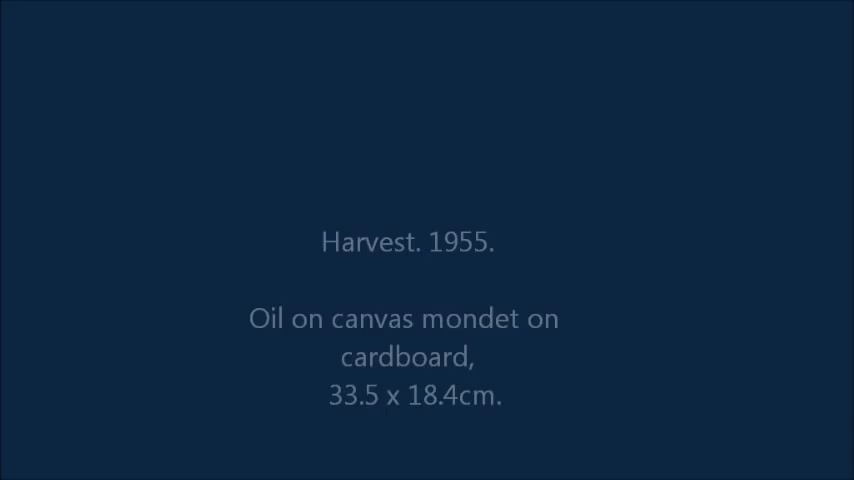 Harvest. 1955.
Oil on canvas mondet on
cardboard,
33.5 x 18.4cm.